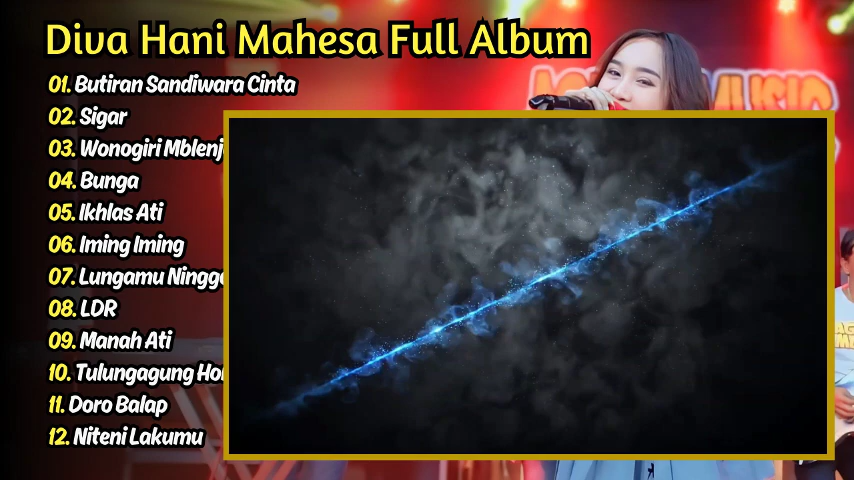 Diva Hani Mahesa Full Album
01. Butiran Sandiwara Cinta
02. Sigar
03. Wonogiri
04. Bunga
05. Ikhlas Ati
06. Iming Iming
07. Lungamu
08. LDR
09. Manah Ati
10. Tulungagung
11. Doro Balap
12. Niteni Lakumu